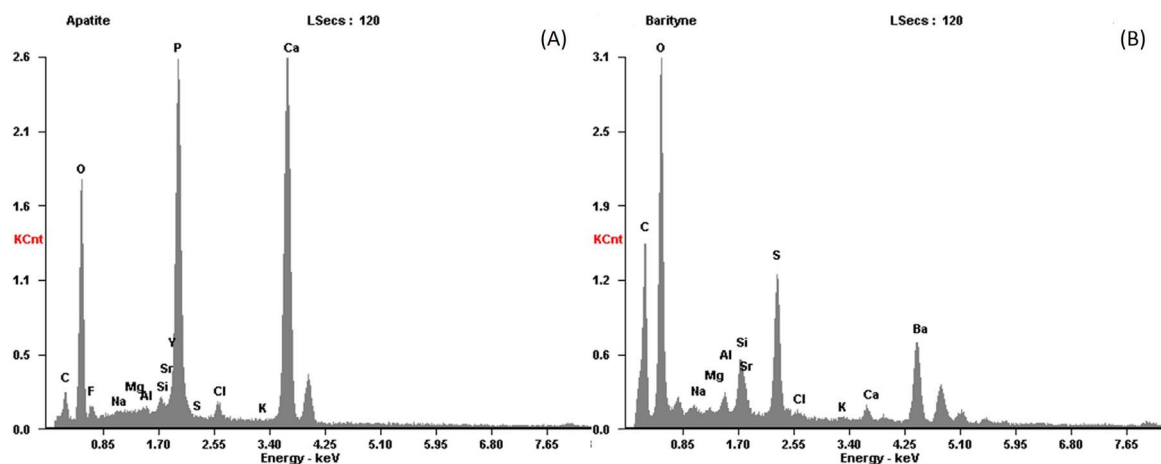 Apatite LSecs : 120
(A)
2.6
2.1
1.6
KCnt
1.1
0.5
0.0
C
O
F
Na
Mg
Al
Si
Sr
Y
P
S
Cl
K
Ca
0.85 1.70 2.55 3.40 4.25 5.10 5.95 6.80 7.65
Energy - keV
Barityne LSecs : 120
(B)
3.1
2.5
1.9
KCnt
1.2
0.6
0.0
C
O
Na
Mg
Al
Si
Sr
S
Cl
K
Ca
Ba
0.85 1.70 2.55 3.40 4.25 5.10 5.95 6.80 7.65
Energy - keV